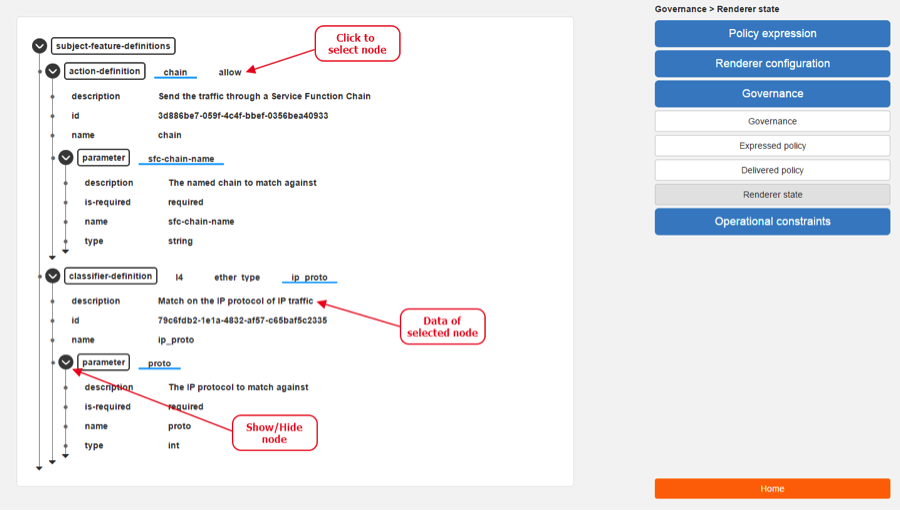 Governance > Renderer state
subject-feature-definitions
Click to
select node
action-definition chain allow
description Send the traffic through a Service Function Chain
id 3d886be7-059f-4c4f-bbef-0356bea40933
name chain
parameter sfc-chain-name
description The named chain to match against
is-required required
name sfc-chain-name
type string
classifier-definition l4 ether_type ip_proto
description Match on the IP protocol of IP traffic
id 79c6fdb2-1e1a-4832-af57-c65baf5c2335
name ip_proto
Data of
selected node
parameter proto
description The IP protocol to match against
is-required required
name proto
type int
Show/Hide
node
Policy expression
Renderer configuration
Governance
Governance
Expressed policy
Delivered policy
Renderer state
Operational constraints
Home